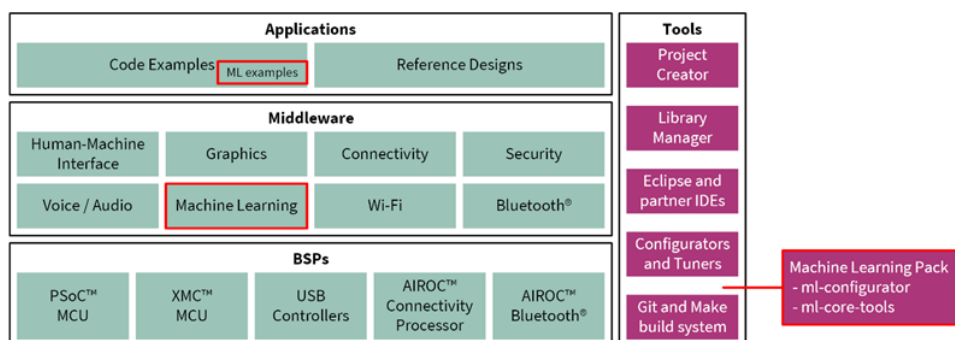 Applications
Code Examples
ML examples
Reference Designs
Middleware
Human-Machine
Interface
Graphics
Connectivity
Security
Voice / Audio
Machine Learning
Wi-Fi
Bluetooth®
BSPs
PSoC™
MCU
XMC™
MCU
USB
Controllers
AIROC™
Connectivity
Processor
AIROC™
Bluetooth®
Tools
Project
Creator
Library
Manager
Eclipse and
partner IDEs
Configurators
and Tuners
Git and Make
build system
Machine Learning Pack
- ml-configurator
- ml-core-tools